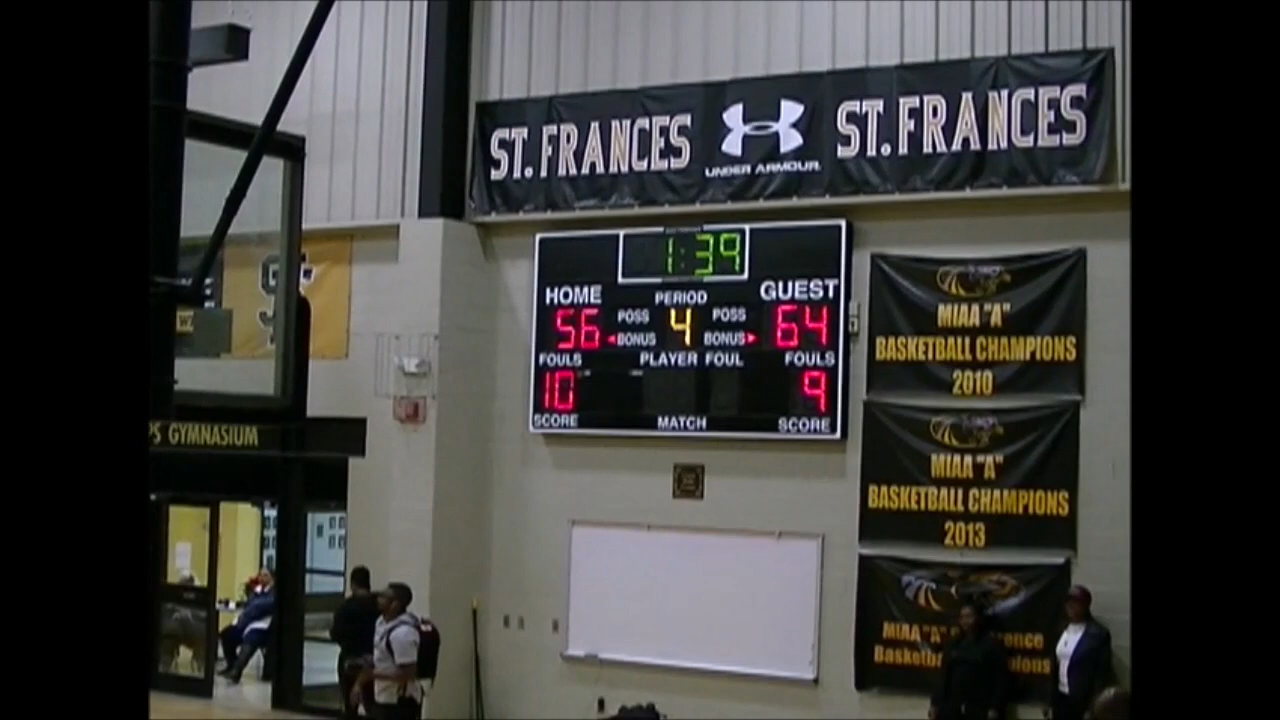 ST. FRANCES UNDER ARMOUR. ST. FRANCES
1:39
HOME PERIOD GUEST
56 POSS 4 POSS 64
BONUS BONUS
FOULS PLAYER FOUL FOULS
10 9
SCORE MATCH SCORE
MIAA "A"
BASKETBALL CHAMPIONS
2010
MIAA "A"
BASKETBALL CHAMPIONS
2013
MIAA "A"
GYMNASIUM